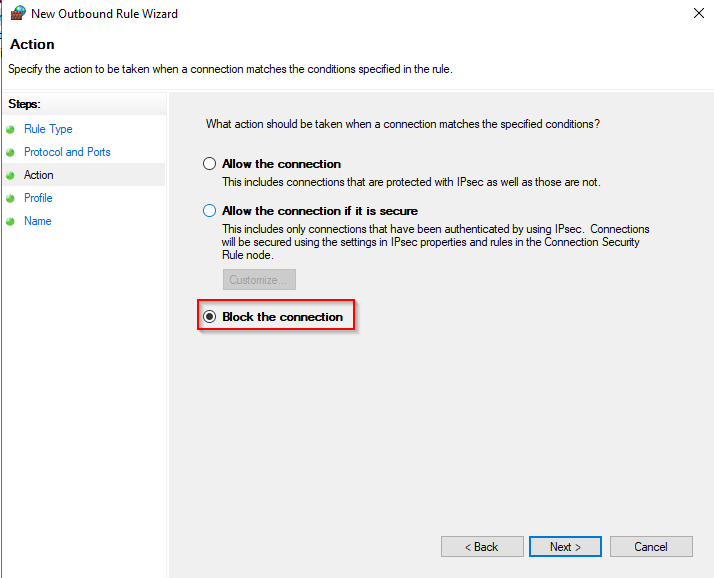 New Outbound Rule Wizard
Action
Specify the action to be taken when a connection matches the conditions specified in the rule.
Steps:
Rule Type
Protocol and Ports
Action
Profile
Name
What action should be taken when a connection matches the specified conditions?
Allow the connection
This includes connections that are protected with IPsec as well as those are not.
Allow the connection if it is secure
This includes only connections that have been authenticated by using IPsec. Connections
will be secured using the settings in IPsec properties and rules in the Connection Security
Rule node.
Customize...
Block the connection
< Back
Next >
Cancel